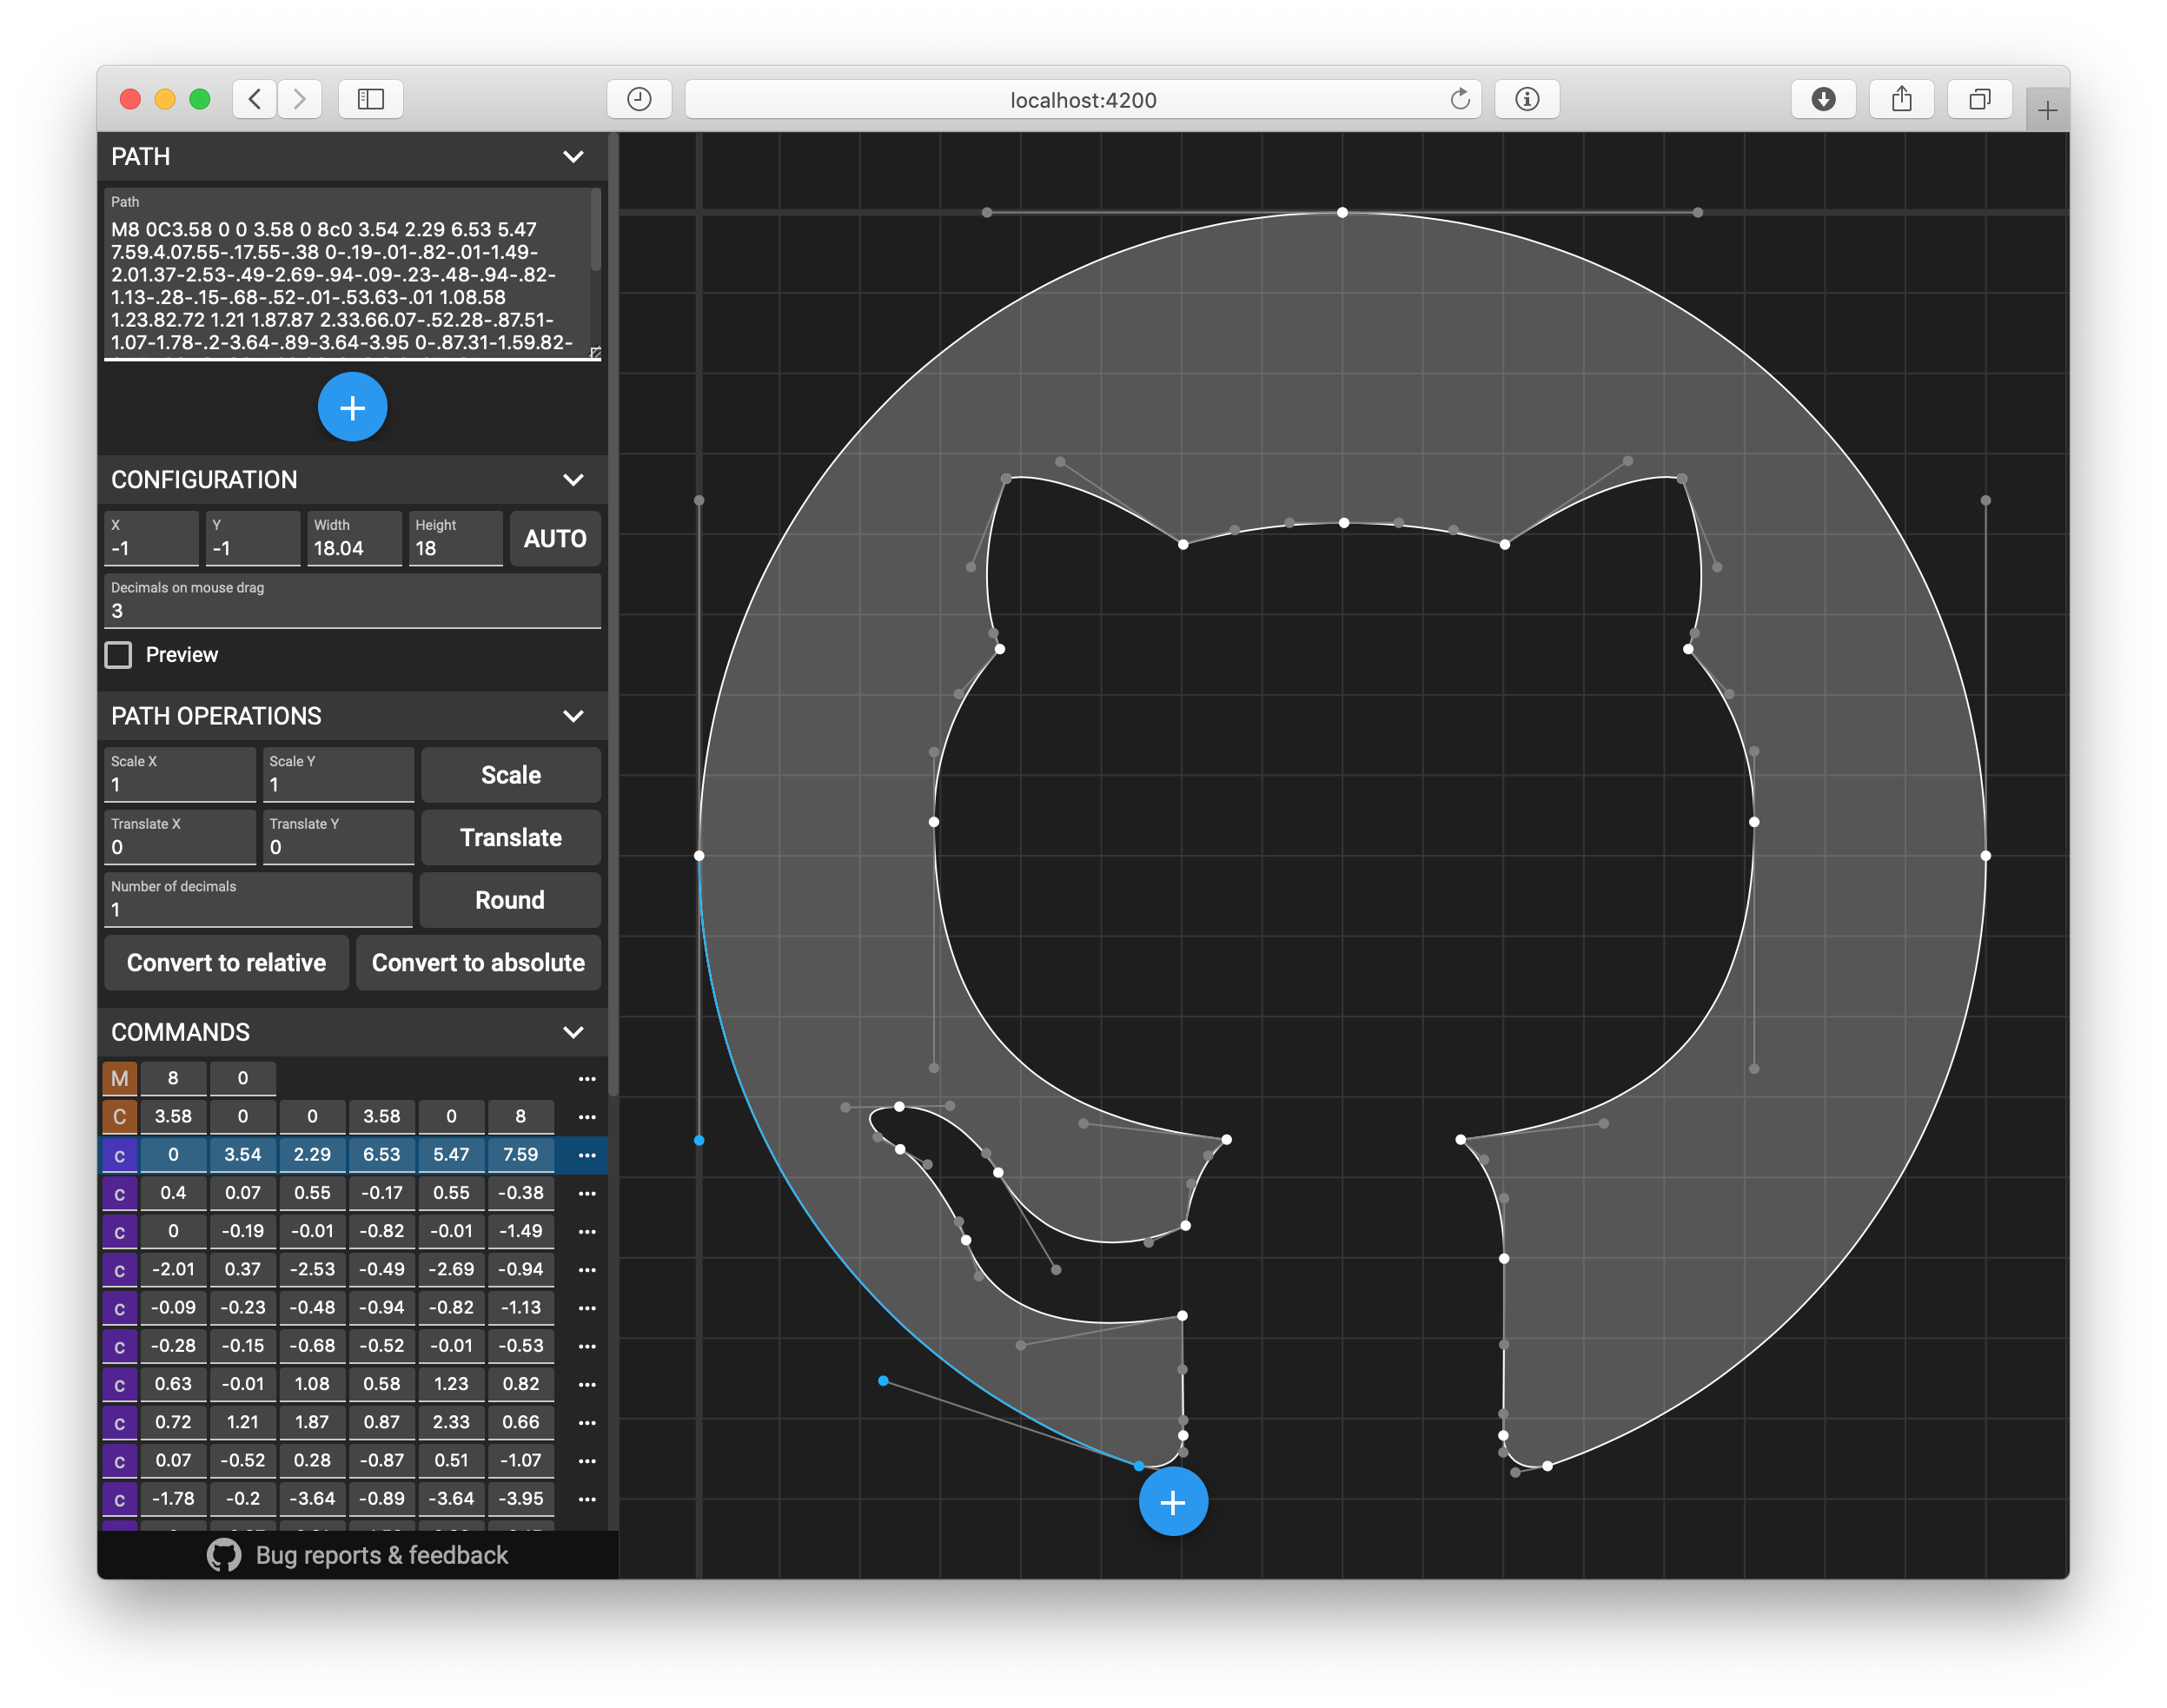 localhost:4200
PATH
Path
M8 0C3.58 0 0 3.58 0 8c0 3.54 2.29 6.53 5.47
7.59.4.07.55-.17.55-.38 0-.19-.01-.82-.01-1.49-
2.01.37-2.53-.49-2.69-.94-.09-.23-.48-.94-.82-
1.13-.28-.15-.68-.52-.01-.53.63-.01 1.08.58
1.23.82.72 1.21 1.87.87 2.33.66.07-.52.28-.87.51-
1.07-1.78-.2-3.64-.89-3.64-3.95 0-.87.31-1.59.82-
CONFIGURATION
X Y Width Height
-1 -1 18.04 18 AUTO
Decimals on mouse drag
3
Preview
PATH OPERATIONS
Scale X Scale Y
1 1 Scale
Translate X Translate Y
0 0 Translate
Number of decimals
1 Round
Convert to relative Convert to absolute
COMMANDS
M 8 0
C 3.58 0 0 3.58 0 8
c 0 3.54 2.29 6.53 5.47 7.59
c 0.4 0.07 0.55 -0.17 0.55 -0.38
c 0 -0.19 -0.01 -0.82 -0.01 -1.49
c -2.01 0.37 -2.53 -0.49 -2.69 -0.94
c -0.09 -0.23 -0.48 -0.94 -0.82 -1.13
c -0.28 -0.15 -0.68 -0.52 -0.01 -0.53
c 0.63 -0.01 1.08 0.58 1.23 0.82
c 0.72 1.21 1.87 0.87 2.33 0.66
c 0.07 -0.52 0.28 -0.87 0.51 -1.07
c -1.78 -0.2 -3.64 -0.89 -3.64 -3.95
Bug reports & feedback